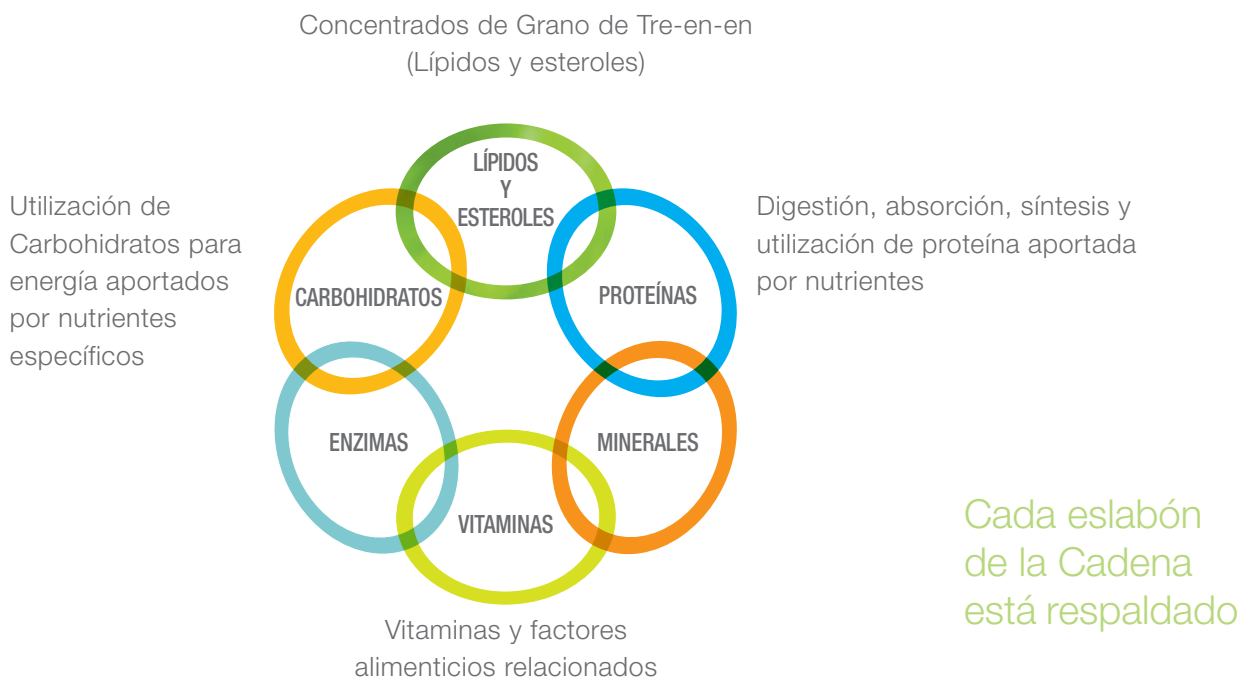 Concentrados de Grano de Tre-en-en
(Lípidos y esteroles)
LÍPIDOS
Y
ESTEROLES
Utilización de
Carbohidratos para
energía aportados
por nutrientes
específicos
Digestión, absorción, síntesis y
utilización de proteína aportada
por nutrientes
CARBOHIDRATOS
PROTEÍNAS
ENZIMAS
MINERALES
VITAMINAS
Cada eslabón
de la Cadena
está respaldado
Vitaminas y factores
alimenticios relacionados